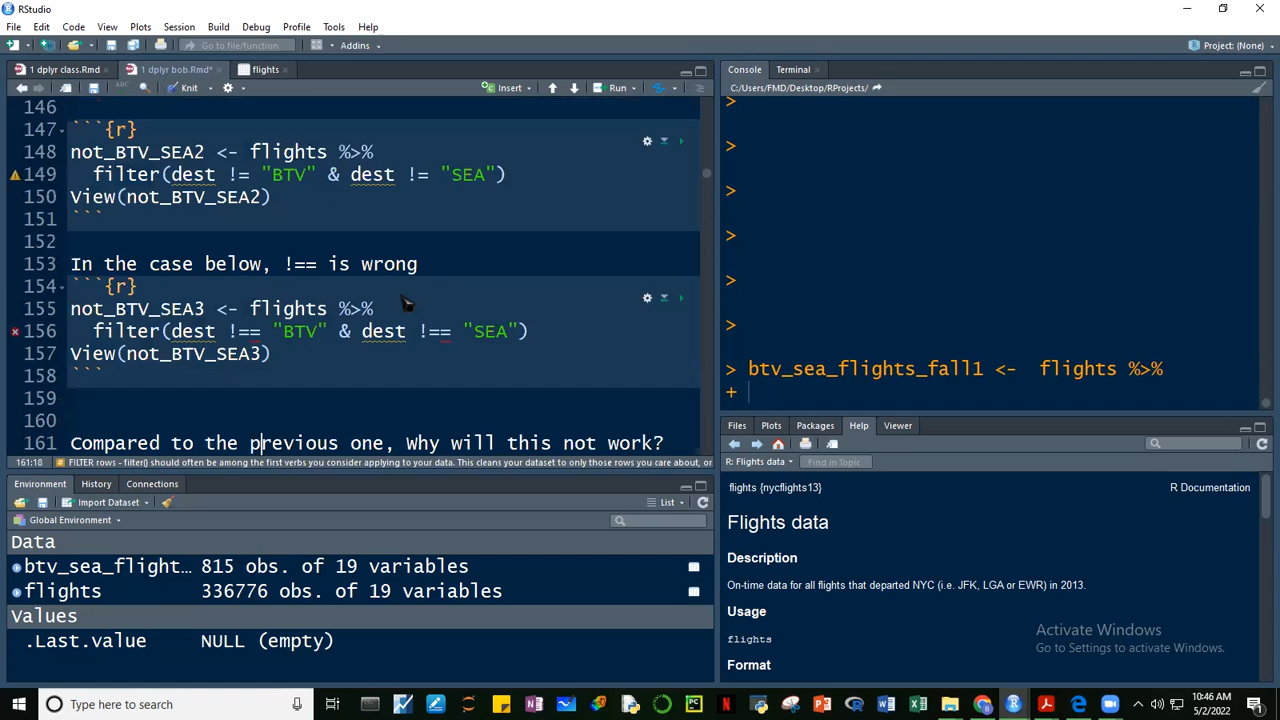 RStudio
File Edit Code View Plots Session Build Debug Profile Tools Help
Go to file/function Addins Project: (None)
1 dplyr class.Rmd 1 dplyr bob.Rmd* flights
Knit Insert Run
146
147 ```{r}
148 not_BTV_SEA2 <- flights %>%
149 filter(dest != "BTV" & dest != "SEA")
150 View(not_BTV_SEA2)
151 ```
152
153 In the case below, !== is wrong
154 ```{r}
155 not_BTV_SEA3 <- flights %>%
156 filter(dest !== "BTV" & dest !== "SEA")
157 View(not_BTV_SEA3)
158 ```
159
160
161 Compared to the previous one, Why will this not work?
161:18 FILTER rows - filter() should often be among the first verbs you consider applying to your data. This cleans your dataset to only those rows you care about, or
Environment History Connections
Import Dataset List
Global Environment
Data
btv_sea_flight... 815 obs. of 19 variables
flights 336776 obs. of 19 variables
Values
.Last.value NULL (empty)
Console Terminal
C:/Users/FMD/Desktop/RProjects/
>
>
>
>
>
>
> btv_sea_flights_fall1 <- flights %>%
+
Files Plots Packages Help Viewer
R: Flights data Find in Topic
flights {nycflights13} R Documentation
Flights data
Description
On-time data for all flights that departed NYC (i.e. JFK, LGA or EWR) in 2013.
Usage
flights
Format
Activate Windows
Go to Settings to activate Windows.
Type here to search
10:46 AM
5/2/2022